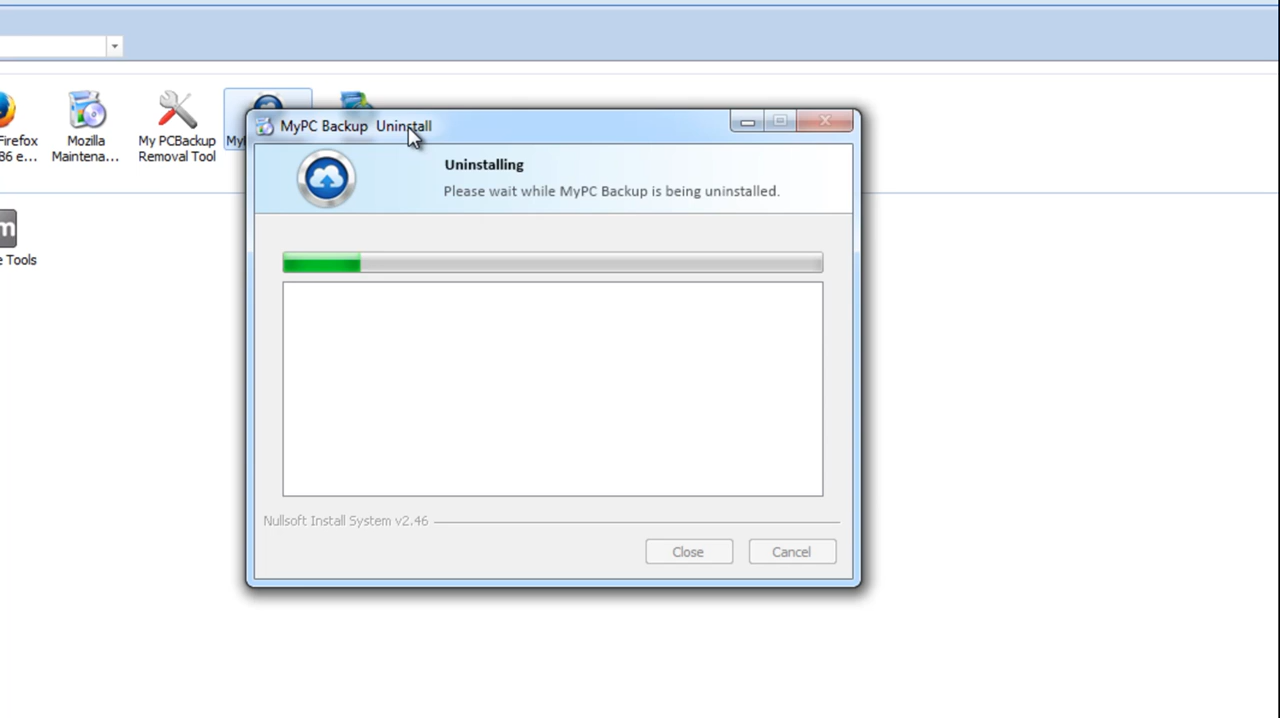 Firefox
86 e...
Mozilla
Maintena...
My PCBackup
Removal Tool
MyPC Backup Uninstall
Uninstalling
Please wait while MyPC Backup is being uninstalled.
e Tools
Nullsoft Install System v2.46
Close
Cancel